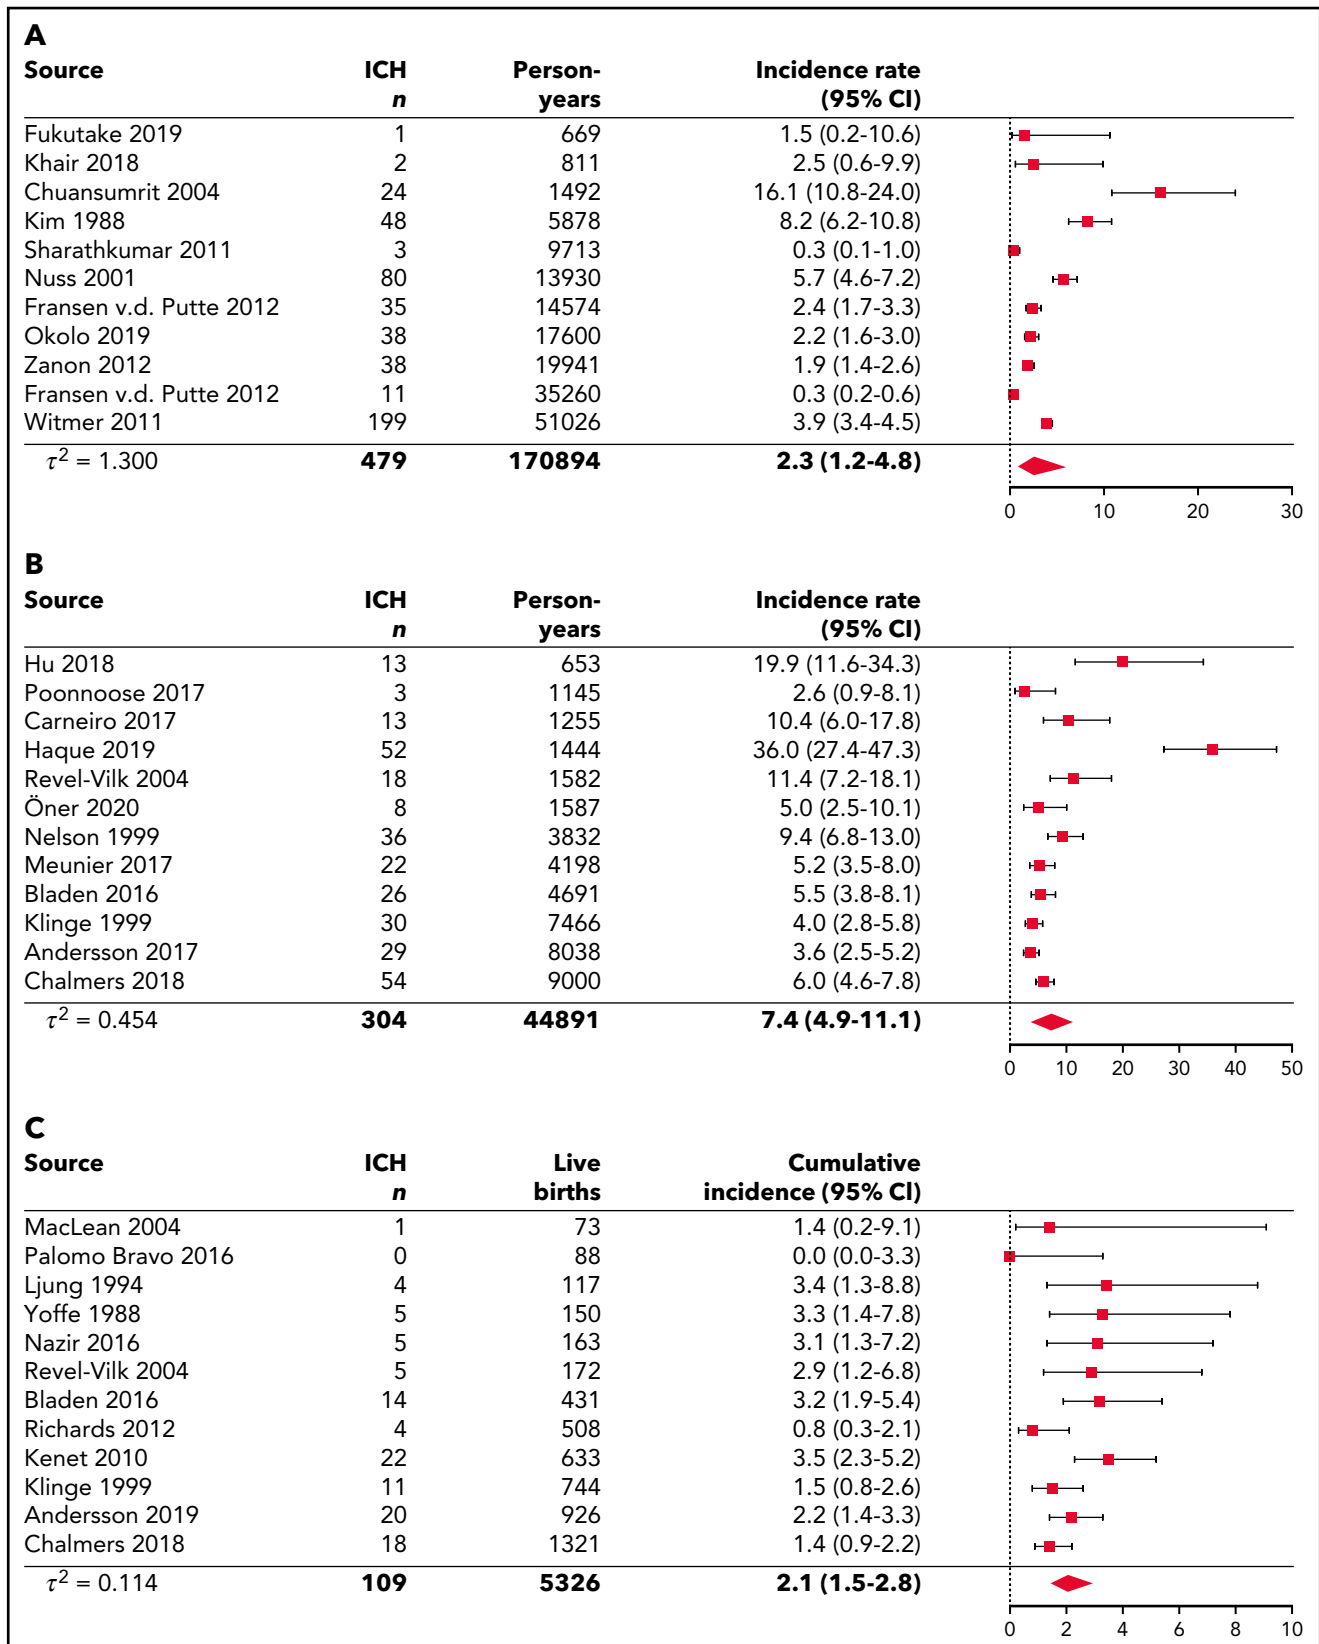 A
Source ICH Person- Incidence rate
n years (95% CI)
Fukutake 2019 1 669 1.5 (0.2-10.6)
Khair 2018 2 811 2.5 (0.6-9.9)
Chuansumrit 2004 24 1492 16.1 (10.8-24.0)
Kim 1988 48 5878 8.2 (6.2-10.8)
Sharathkumar 2011 3 9713 0.3 (0.1-1.0)
Nuss 2001 80 13930 5.7 (4.6-7.2)
Fransen v.d. Putte 2012 35 14574 2.4 (1.7-3.3)
Okolo 2019 38 17600 2.2 (1.6-3.0)
Zanon 2012 38 19941 1.9 (1.4-2.6)
Fransen v.d. Putte 2012 11 35260 0.3 (0.2-0.6)
Witmer 2011 199 51026 3.9 (3.4-4.5)
τ² = 1.300 479 170894 2.3 (1.2-4.8)
0 10 20 30
B
Source ICH Person- Incidence rate
n years (95% CI)
Hu 2018 13 653 19.9 (11.6-34.3)
Poonnoose 2017 3 1145 2.6 (0.9-8.1)
Carneiro 2017 13 1255 10.4 (6.0-17.8)
Haque 2019 52 1444 36.0 (27.4-47.3)
Revel-Vilk 2004 18 1582 11.4 (7.2-18.1)
Öner 2020 8 1587 5.0 (2.5-10.1)
Nelson 1999 36 3832 9.4 (6.8-13.0)
Meunier 2017 22 4198 5.2 (3.5-8.0)
Bladen 2016 26 4691 5.5 (3.8-8.1)
Klinge 1999 30 7466 4.0 (2.8-5.8)
Andersson 2017 29 8038 3.6 (2.5-5.2)
Chalmers 2018 54 9000 6.0 (4.6-7.8)
τ² = 0.454 304 44891 7.4 (4.9-11.1)
0 10 20 30 40 50
C
Source ICH Live Cumulative
n births incidence (95% CI)
MacLean 2004 1 73 1.4 (0.2-9.1)
Palomo Bravo 2016 0 88 0.0 (0.0-3.3)
Ljung 1994 4 117 3.4 (1.3-8.8)
Yoffe 1988 5 150 3.3 (1.4-7.8)
Nazir 2016 5 163 3.1 (1.3-7.2)
Revel-Vilk 2004 5 172 2.9 (1.2-6.8)
Bladen 2016 14 431 3.2 (1.9-5.4)
Richards 2012 4 508 0.8 (0.3-2.1)
Kenet 2010 22 633 3.5 (2.3-5.2)
Klinge 1999 11 744 1.5 (0.8-2.6)
Andersson 2019 20 926 2.2 (1.4-3.3)
Chalmers 2018 18 1321 1.4 (0.9-2.2)
τ² = 0.114 109 5326 2.1 (1.5-2.8)
0 2 4 6 8 10